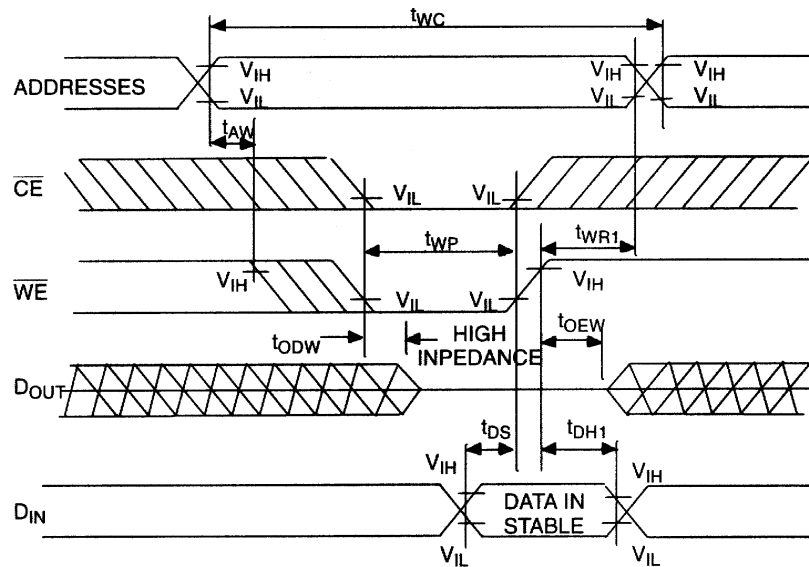 tWC
ADDRESSES
VIH VIH VIH
VIL VIL VIL
tAW
CE VIL VIL
tWP tWR1
WE VIH VIH
VIL VIL
tODW HIGH tOEW
INPEDANCE
DOUT
tDS tDH1
VIH VIH
DIN DATA IN
STABLE
VIL VIL